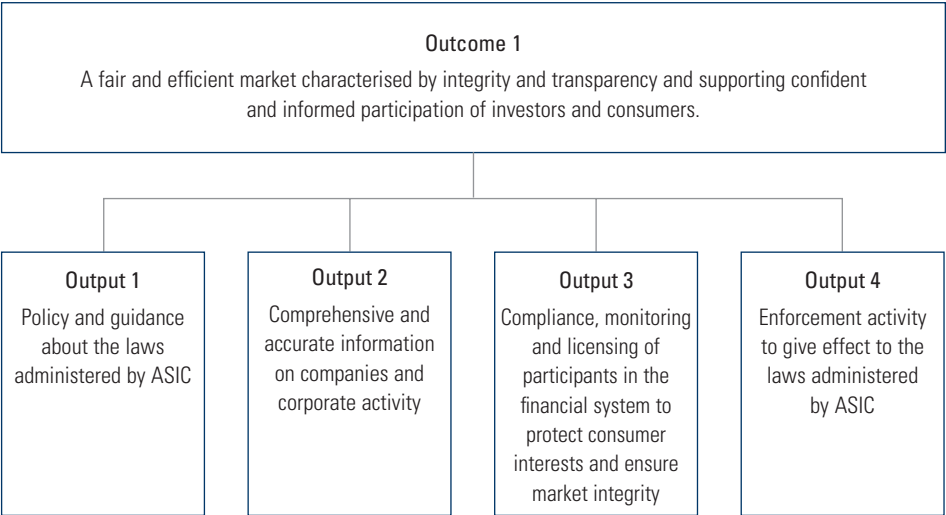 Outcome 1
A fair and efficient market characterised by integrity and transparency and supporting confident
and informed participation of investors and consumers.
Output 1
Policy and guidance
about the laws
administered by ASIC
Output 2
Comprehensive and
accurate information
on companies and
corporate activity
Output 3
Compliance, monitoring
and licensing of
participants in the
financial system to
protect consumer
interests and ensure
market integrity
Output 4
Enforcement activity
to give effect to the
laws administered
by ASIC